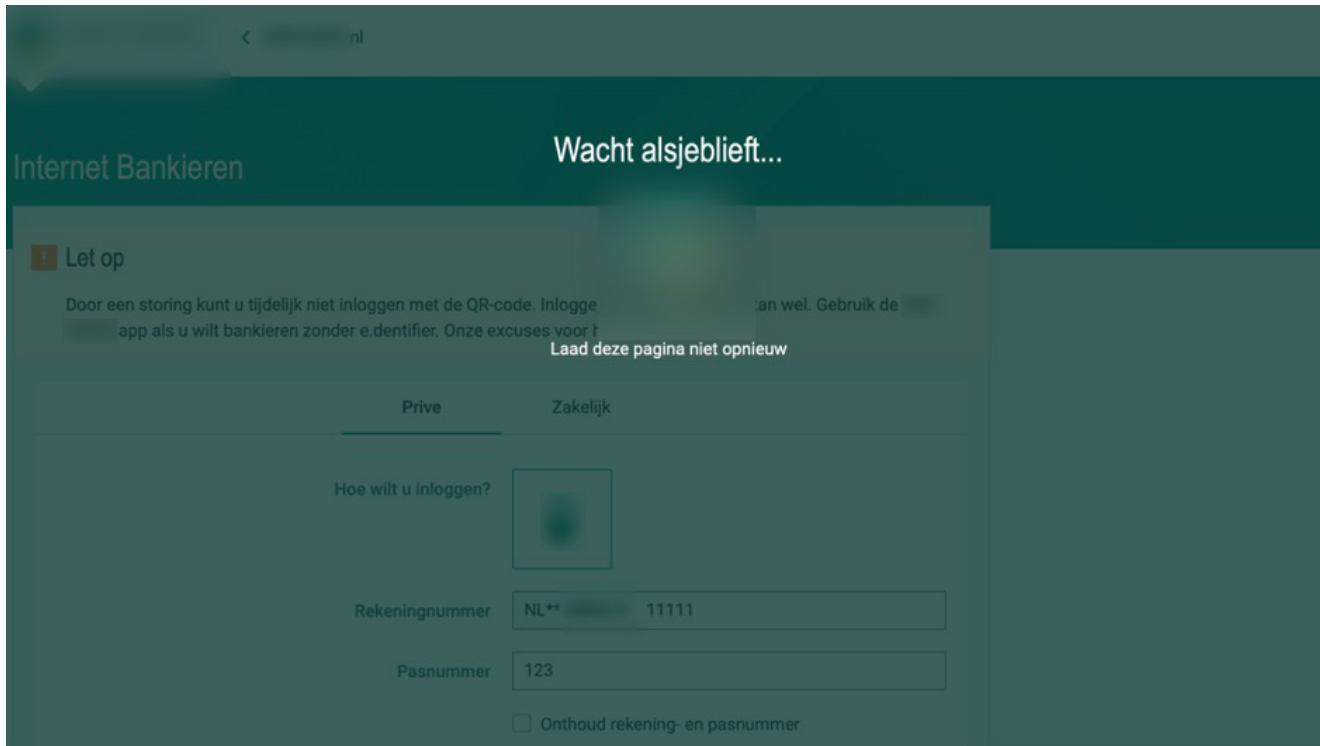 < nl
Wacht alsjeblieft...
Internet Bankieren
! Let op
Door een storing kunt u tijdelijk niet inloggen met de QR-code. Inlogge an wel. Gebruik de
app als u wilt bankieren zonder e.dentifier. Onze excuses voor
Laad deze pagina niet opnieuw
Prive Zakelijk
Hoe wilt u inloggen?
Rekeningnummer NL** 11111
Pasnummer 123
Onthoud rekening- en pasnummer